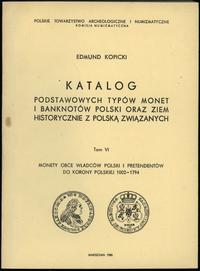 POLSKIE TOWARZYSTWO ARCHEOLOGICZNE I NUMIZMATYCZNE
KOMISJA NUMIZMATYCZNA
EDMUND KOPICKI
KATALOG
PODSTAWOWYCH TYPÓW MONET
I BANKNOTÓW POLSKI ORAZ ZIEM
HISTORYCZNIE Z POLSKĄ ZWIĄZANYCH
Tom VI
MONETY OBCE WŁADCÓW POLSKI I PRETENDENTÓW
DO KORONY POLSKIEJ 1002-1794
WARSZAWA